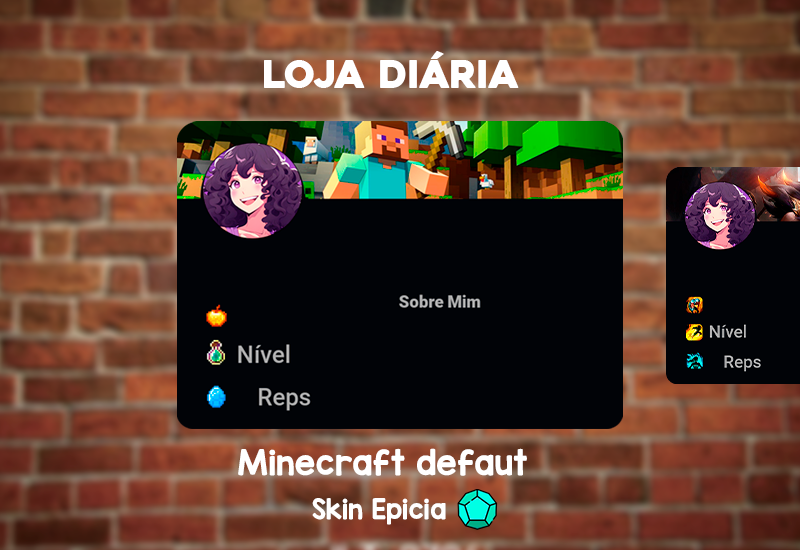 LOJA DIÁRIA
Sobre Mim
Nível
Reps
Nível
Reps
Minecraft defaut
Skin Epicia